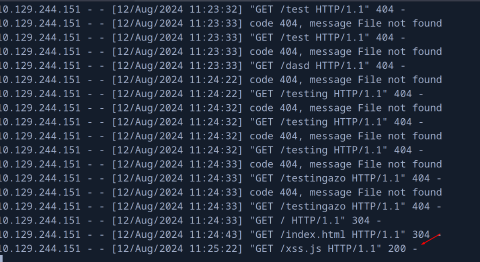 10.129.244.151 - - [12/Aug/2024 11:23:32] "GET /test HTTP/1.1" 404 -
10.129.244.151 - - [12/Aug/2024 11:23:33] code 404, message File not found
10.129.244.151 - - [12/Aug/2024 11:23:33] "GET /test HTTP/1.1" 404 -
10.129.244.151 - - [12/Aug/2024 11:23:33] code 404, message File not found
10.129.244.151 - - [12/Aug/2024 11:23:33] "GET /dasd HTTP/1.1" 404 -
10.129.244.151 - - [12/Aug/2024 11:24:22] code 404, message File not found
10.129.244.151 - - [12/Aug/2024 11:24:22] "GET /testing HTTP/1.1" 404 -
10.129.244.151 - - [12/Aug/2024 11:24:32] code 404, message File not found
10.129.244.151 - - [12/Aug/2024 11:24:32] "GET /testing HTTP/1.1" 404 -
10.129.244.151 - - [12/Aug/2024 11:24:32] code 404, message File not found
10.129.244.151 - - [12/Aug/2024 11:24:32] "GET /testing HTTP/1.1" 404 -
10.129.244.151 - - [12/Aug/2024 11:24:33] code 404, message File not found
10.129.244.151 - - [12/Aug/2024 11:24:33] "GET /testingazo HTTP/1.1" 404 -
10.129.244.151 - - [12/Aug/2024 11:24:33] code 404, message File not found
10.129.244.151 - - [12/Aug/2024 11:24:33] "GET /testingazo HTTP/1.1" 404 -
10.129.244.151 - - [12/Aug/2024 11:24:33] "GET / HTTP/1.1" 304 -
10.129.244.151 - - [12/Aug/2024 11:24:43] "GET /index.html HTTP/1.1" 304 -
10.129.244.151 - - [12/Aug/2024 11:25:22] "GET /xss.js HTTP/1.1" 200 -